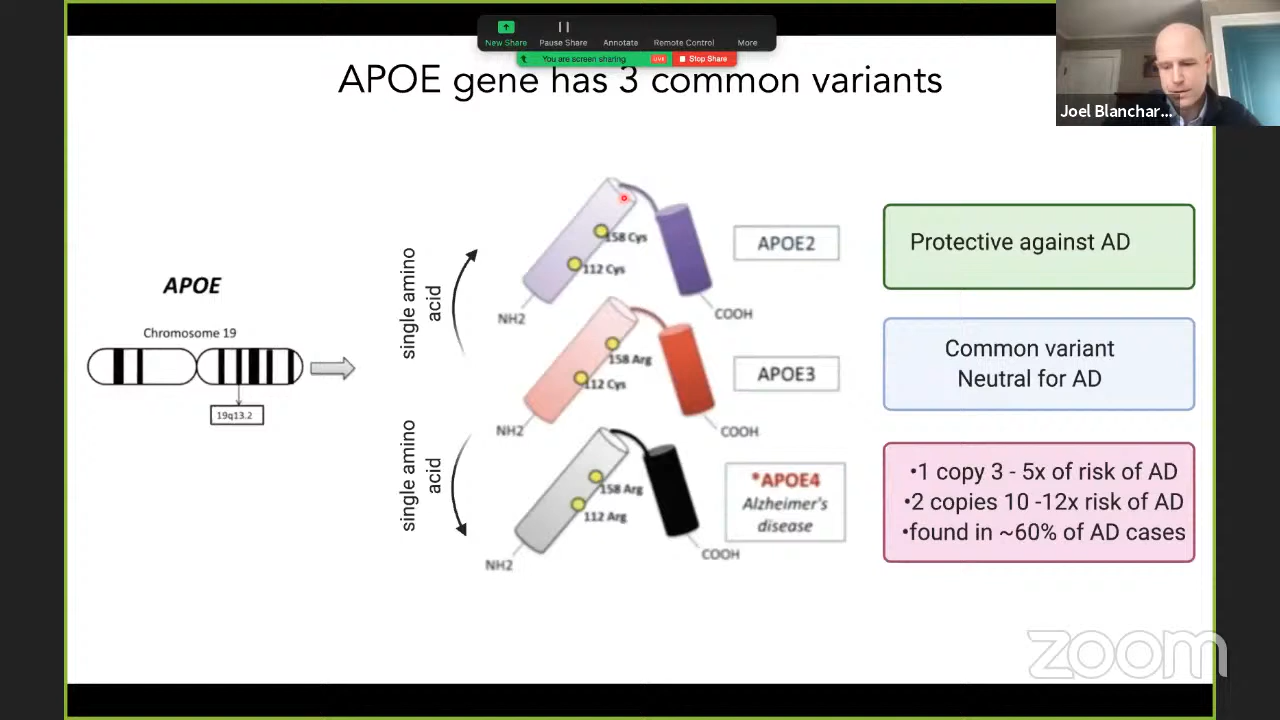 New Share
Pause Share
Annotate
Remote Control
More
You are screen sharing
LIVE
Stop Share
Joel Blanchar...
APOE gene has 3 common variants
APOE
Chromosome 19
19q13.2
single amino
acid
single amino
acid
158 Cys
112 Cys
NH2
COOH
APOE2
158 Arg
112 Cys
NH2
COOH
APOE3
158 Arg
112 Arg
NH2
COOH
*APOE4
Alzheimer's
disease
Protective against AD
Common variant
Neutral for AD
•1 copy 3 - 5x of risk of AD
•2 copies 10 -12x risk of AD
•found in ~60% of AD cases
zoom